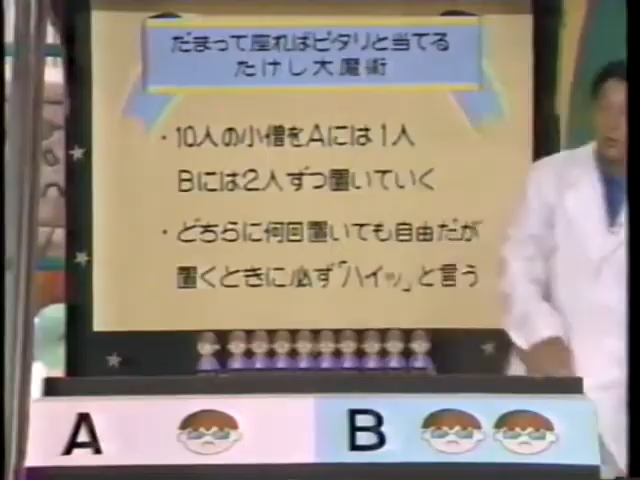 だまって座ればピタリと当てる
たけし大魔術
・10人の小僧をAには1人
Bには2人ずつ置いていく
・どちらに何回置いても自由だが
置くときに必ず「ハイッ」と言う
A
B